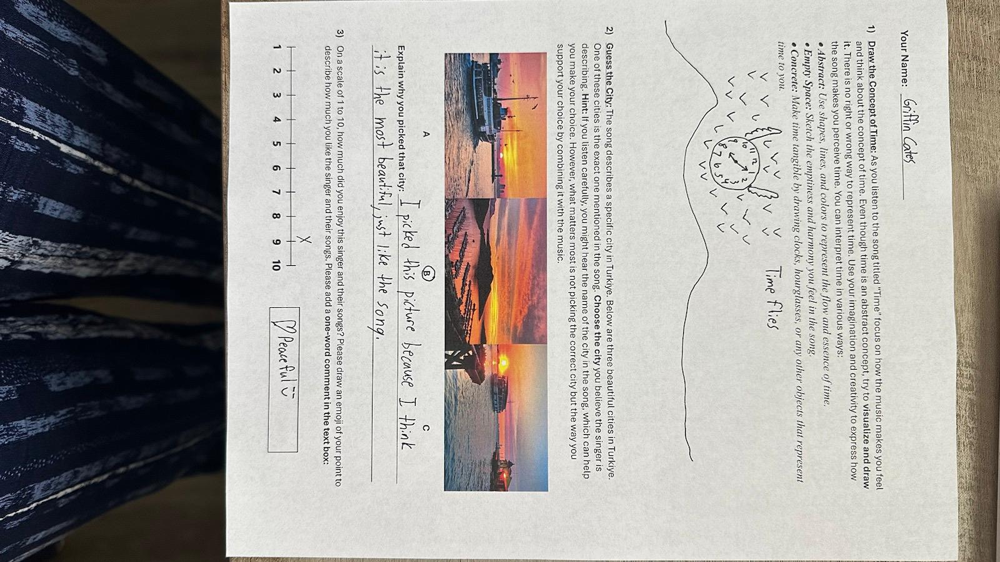 Your Name: Griffin Cates
1) Draw the Concept of Time: As you listen to the song titled "Time" focus on how the music makes you feel
and think about the concept of time. Even though time is an abstract concept, try to visualize and draw
it. There is no right or wrong way to represent time. Use your imagination and creativity to express how
the song makes you perceive time. You can interpret time in various ways:
• Abstract: Use shapes, lines, and colors to represent the flow and essence of time.
• Empty Space: Sketch the emptiness and harmony you feel in the song.
• Concrete: Make time tangible by drawing clocks, hourglasses, or any other objects that represent
time to you.
Time flies
12
11
10
9
8
7
6
5
4
3
2
1
2) Guess the City: The song describes a specific city in Turkiye. Below are three beautiful cities in Turkiye.
One of these cities is the exact one mentioned in the song. Choose the city you believe the singer is
describing. Hint: If you listen carefully, you might hear the name of the city in the song, which can help
you make your choice. However, what matters most is not picking the correct city but the way you
support your choice by combining it with the music.
A B C
Explain why you picked that city: I picked this picture because I think
it is the most beautiful, just like the song.
3) On a scale of 1 to 10, how much did you enjoy this singer and their songs? Please draw an emoji of your point to
describe how much you like the singer and their songs. Please add a one-word comment in the text box:
X
1 2 3 4 5 6 7 8 9 10
Peaceful